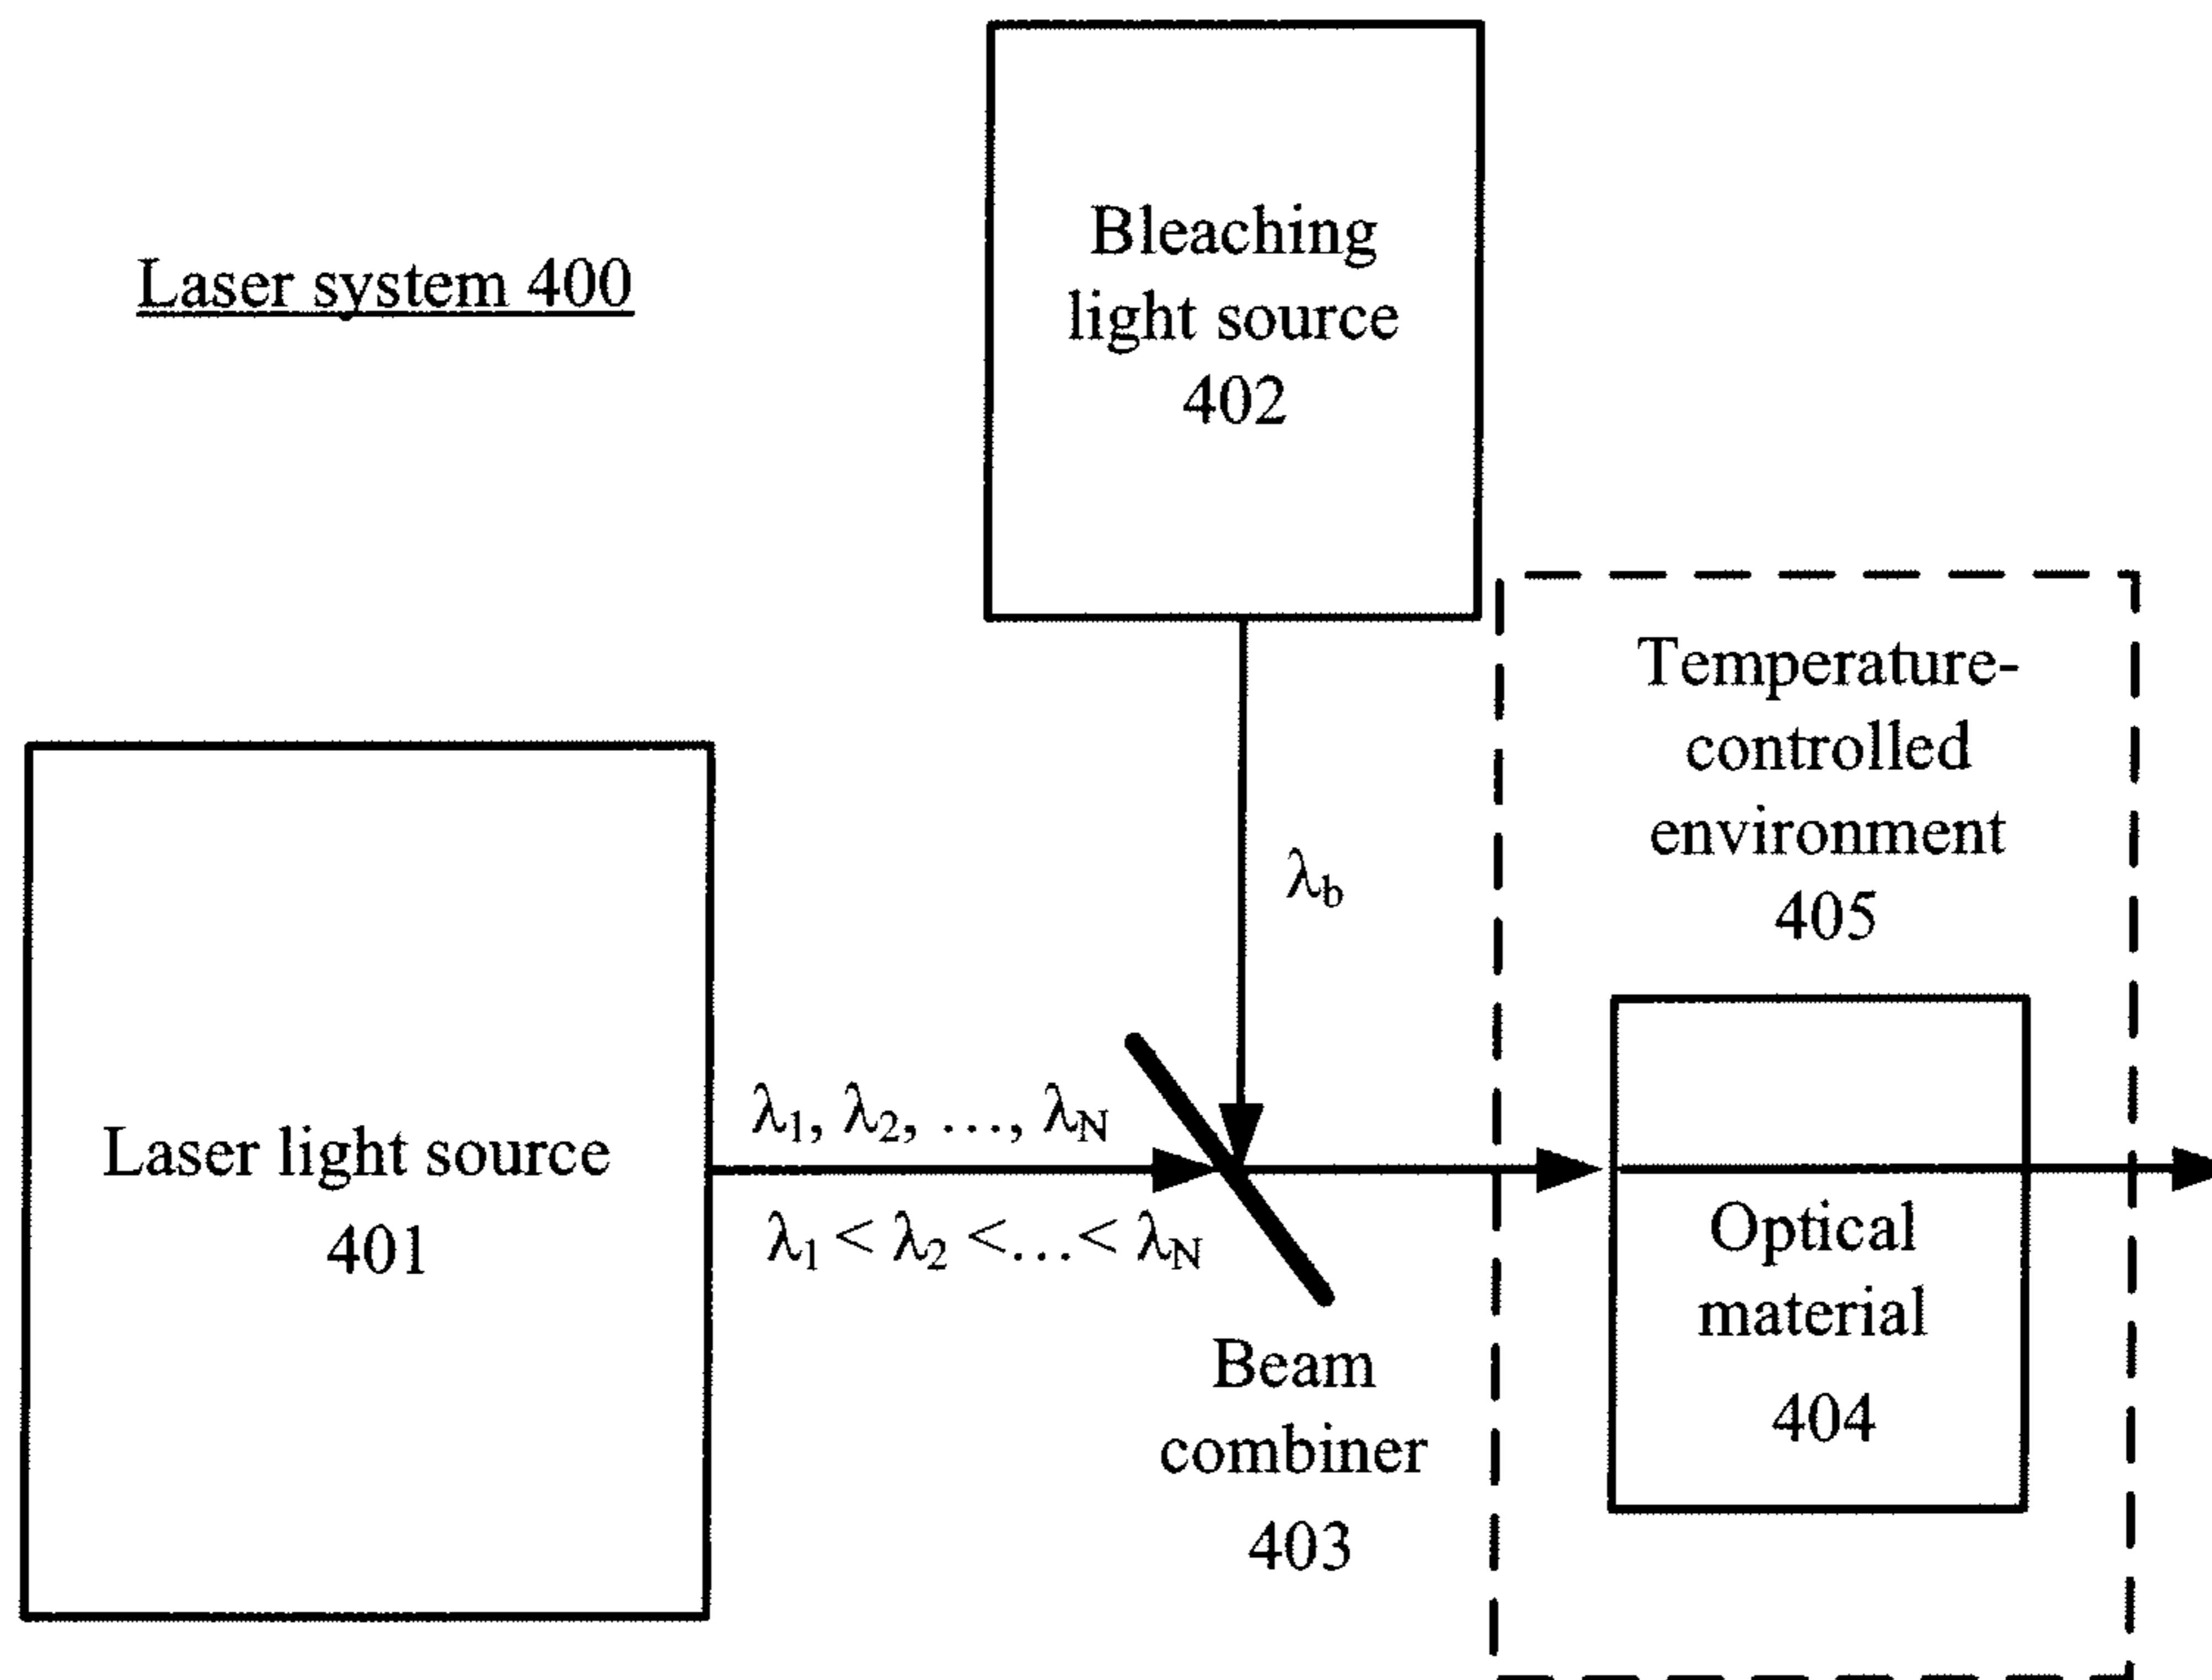 Laser system 400
Bleaching
light source
402
Temperature-
controlled
environment
405
λb
Laser light source
401
λ1, λ2, ..., λN
λ1 < λ2 <...< λN
Beam
combiner
403
Optical
material
404